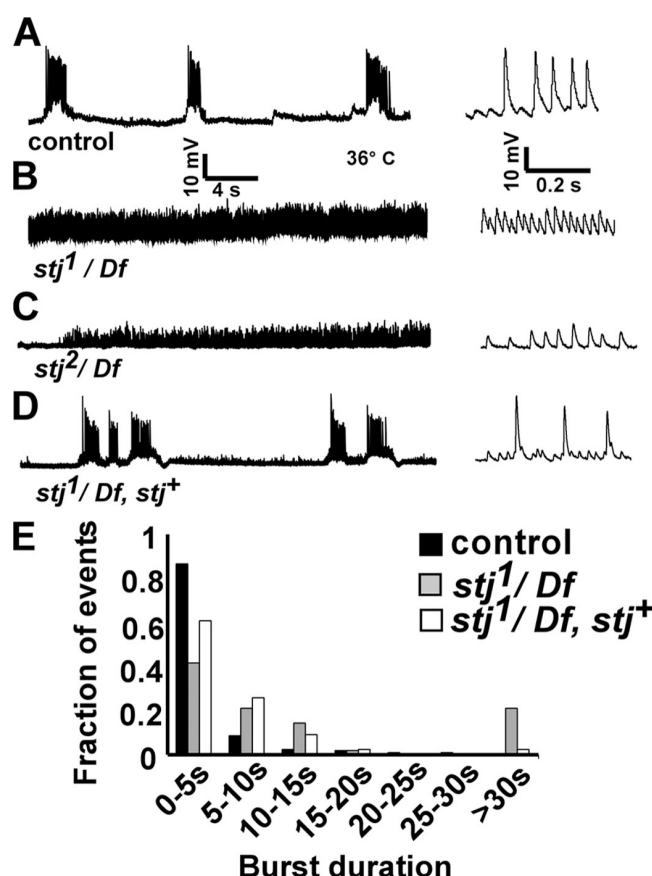 A
control
10 mV
4 s
36° C
10 mV
0.2 s
B
stj1 / Df
C
stj2/ Df
D
stj1/ Df, stj+
E
control
stj1/ Df
stj1/ Df, stj+
Fraction of events
1
0.8
0.6
0.4
0.2
0
0-5s
5-10s
10-15s
15-20s
20-25s
25-30s
>30s
Burst duration